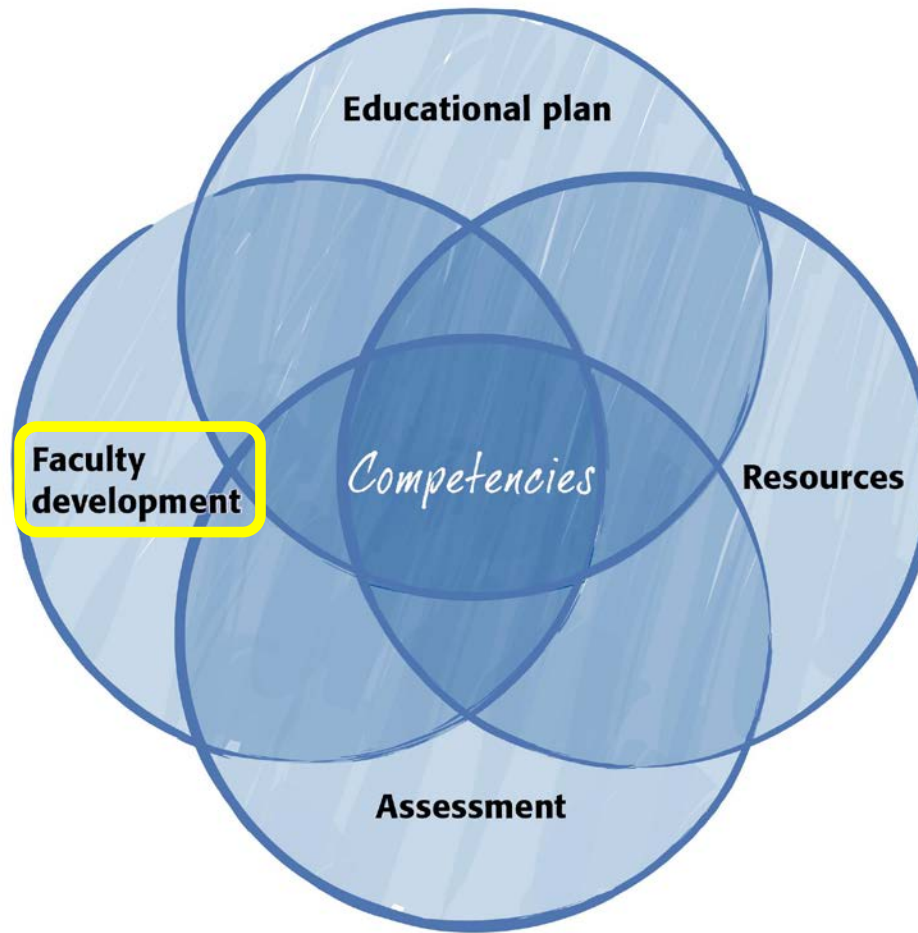 Educational plan
Faculty
development
Competencies
Resources
Assessment